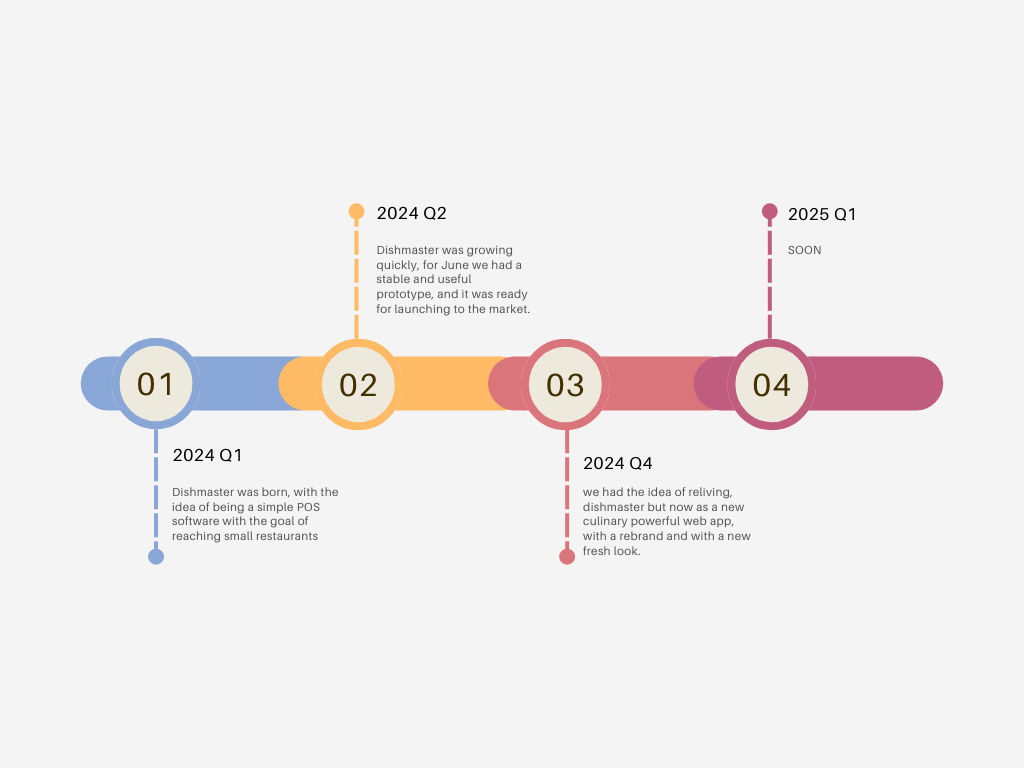 2024 Q2
Dishmaster was growing
quickly, for June we had a
stable and useful
prototype, and it was ready
for launching to the market.
2025 Q1
SOON
01
02
03
04
2024 Q1
Dishmaster was born, with the
idea of being a simple POS
software with the goal of
reaching small restaurants
2024 Q4
we had the idea of reliving,
dishmaster but now as a new
culinary powerful web app,
with a rebrand and with a new
fresh look.